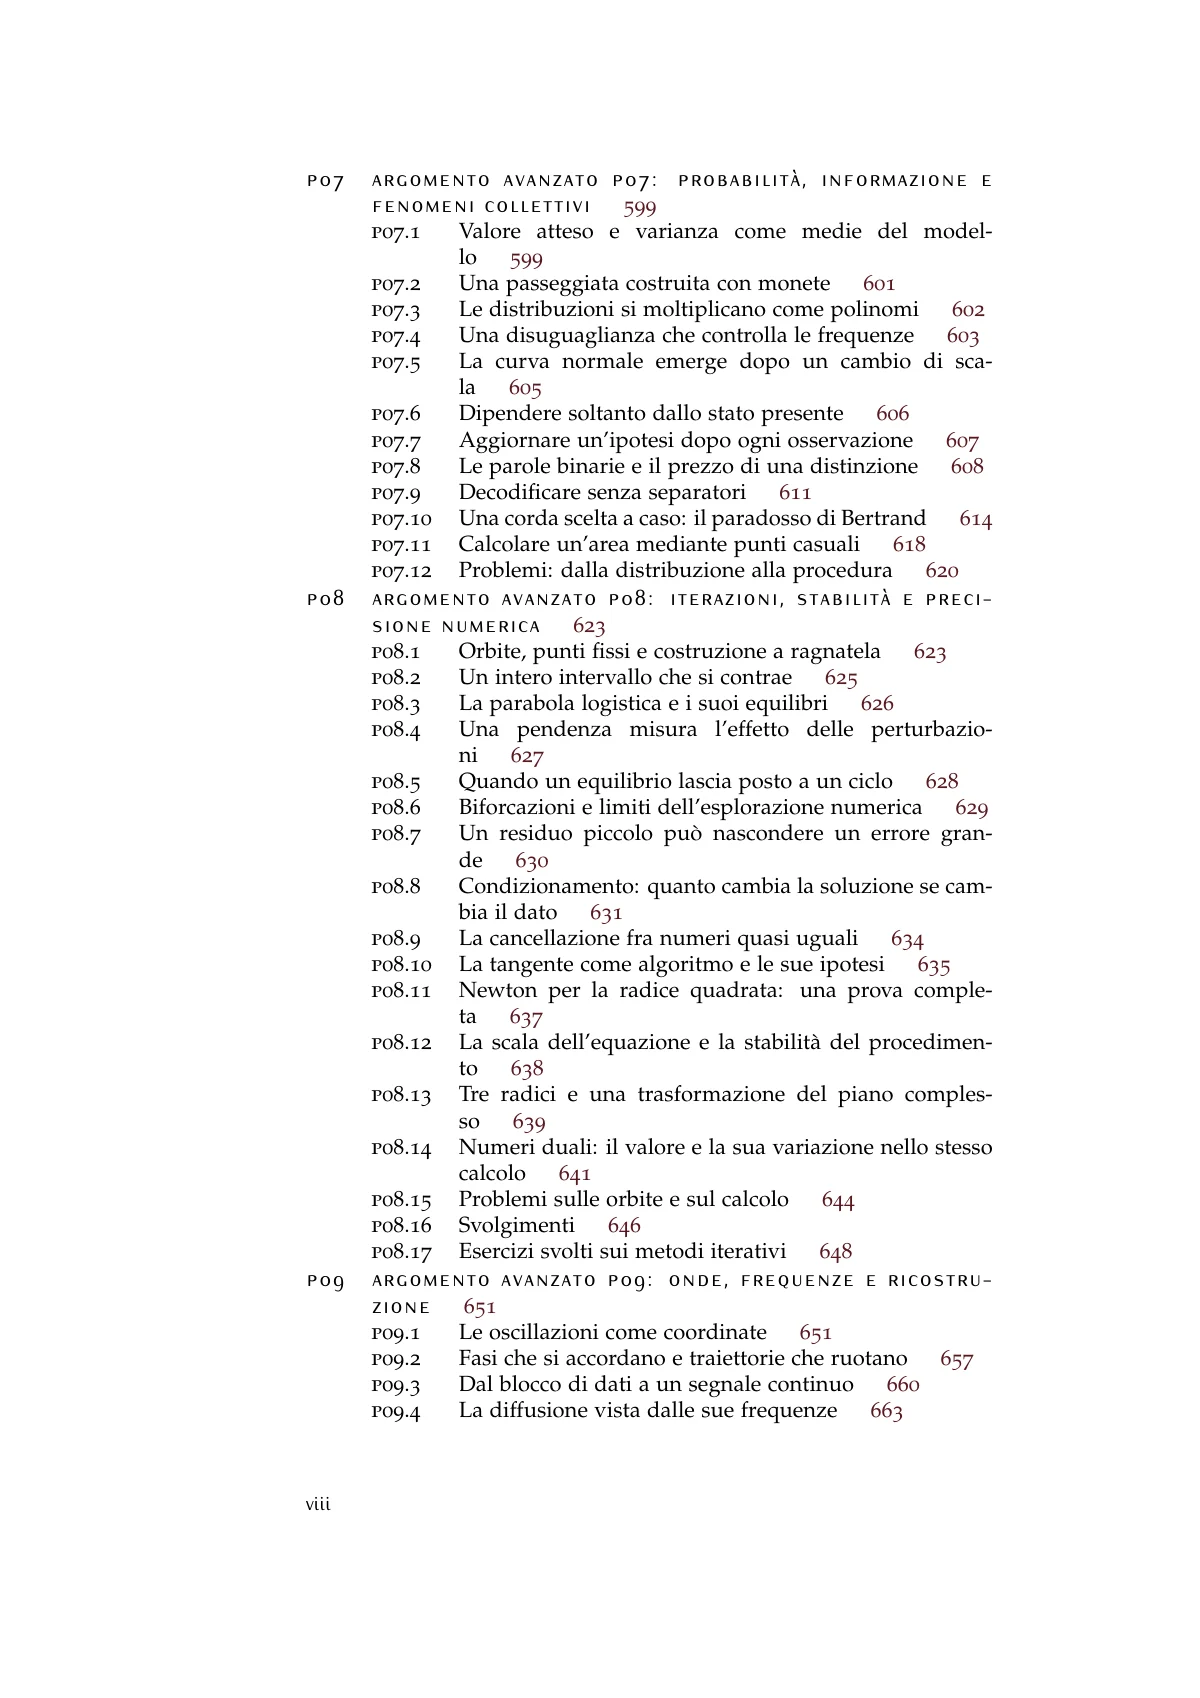 P07 ARGOMENTO AVANZATO P07: PROBABILITÀ, INFORMAZIONE E
FENOMENI COLLETTIVI 599
P07.1 Valore atteso e varianza come medie del model-
lo 599
P07.2 Una passeggiata costruita con monete 601
P07.3 Le distribuzioni si moltiplicano come polinomi 602
P07.4 Una disuguaglianza che controlla le frequenze 603
P07.5 La curva normale emerge dopo un cambio di sca-
la 605
P07.6 Dipendere soltanto dallo stato presente 606
P07.7 Aggiornare un'ipotesi dopo ogni osservazione 607
P07.8 Le parole binarie e il prezzo di una distinzione 608
P07.9 Decodificare senza separatori 611
P07.10 Una corda scelta a caso: il paradosso di Bertrand 614
P07.11 Calcolare un'area mediante punti casuali 618
P07.12 Problemi: dalla distribuzione alla procedura 620
P08 ARGOMENTO AVANZATO P08: ITERAZIONI, STABILITÀ E PRECI-
SIONE NUMERICA 623
P08.1 Orbite, punti fissi e costruzione a ragnatela 623
P08.2 Un intero intervallo che si contrae 625
P08.3 La parabola logistica e i suoi equilibri 626
P08.4 Una pendenza misura l'effetto delle perturbazio-
ni 627
P08.5 Quando un equilibrio lascia posto a un ciclo 628
P08.6 Biforcazioni e limiti dell'esplorazione numerica 629
P08.7 Un residuo piccolo può nascondere un errore gran-
de 630
P08.8 Condizionamento: quanto cambia la soluzione se cam-
bia il dato 631
P08.9 La cancellazione fra numeri quasi uguali 634
P08.10 La tangente come algoritmo e le sue ipotesi 635
P08.11 Newton per la radice quadrata: una prova comple-
ta 637
P08.12 La scala dell'equazione e la stabilità del procedimen-
to 638
P08.13 Tre radici e una trasformazione del piano comples-
so 639
P08.14 Numeri duali: il valore e la sua variazione nello stesso
calcolo 641
P08.15 Problemi sulle orbite e sul calcolo 644
P08.16 Svolgimenti 646
P08.17 Esercizi svolti sui metodi iterativi 648
P09 ARGOMENTO AVANZATO P09: ONDE, FREQUENZE E RICOSTRU-
ZIONE 651
P09.1 Le oscillazioni come coordinate 651
P09.2 Fasi che si accordano e traiettorie che ruotano 657
P09.3 Dal blocco di dati a un segnale continuo 660
P09.4 La diffusione vista dalle sue frequenze 663
viii